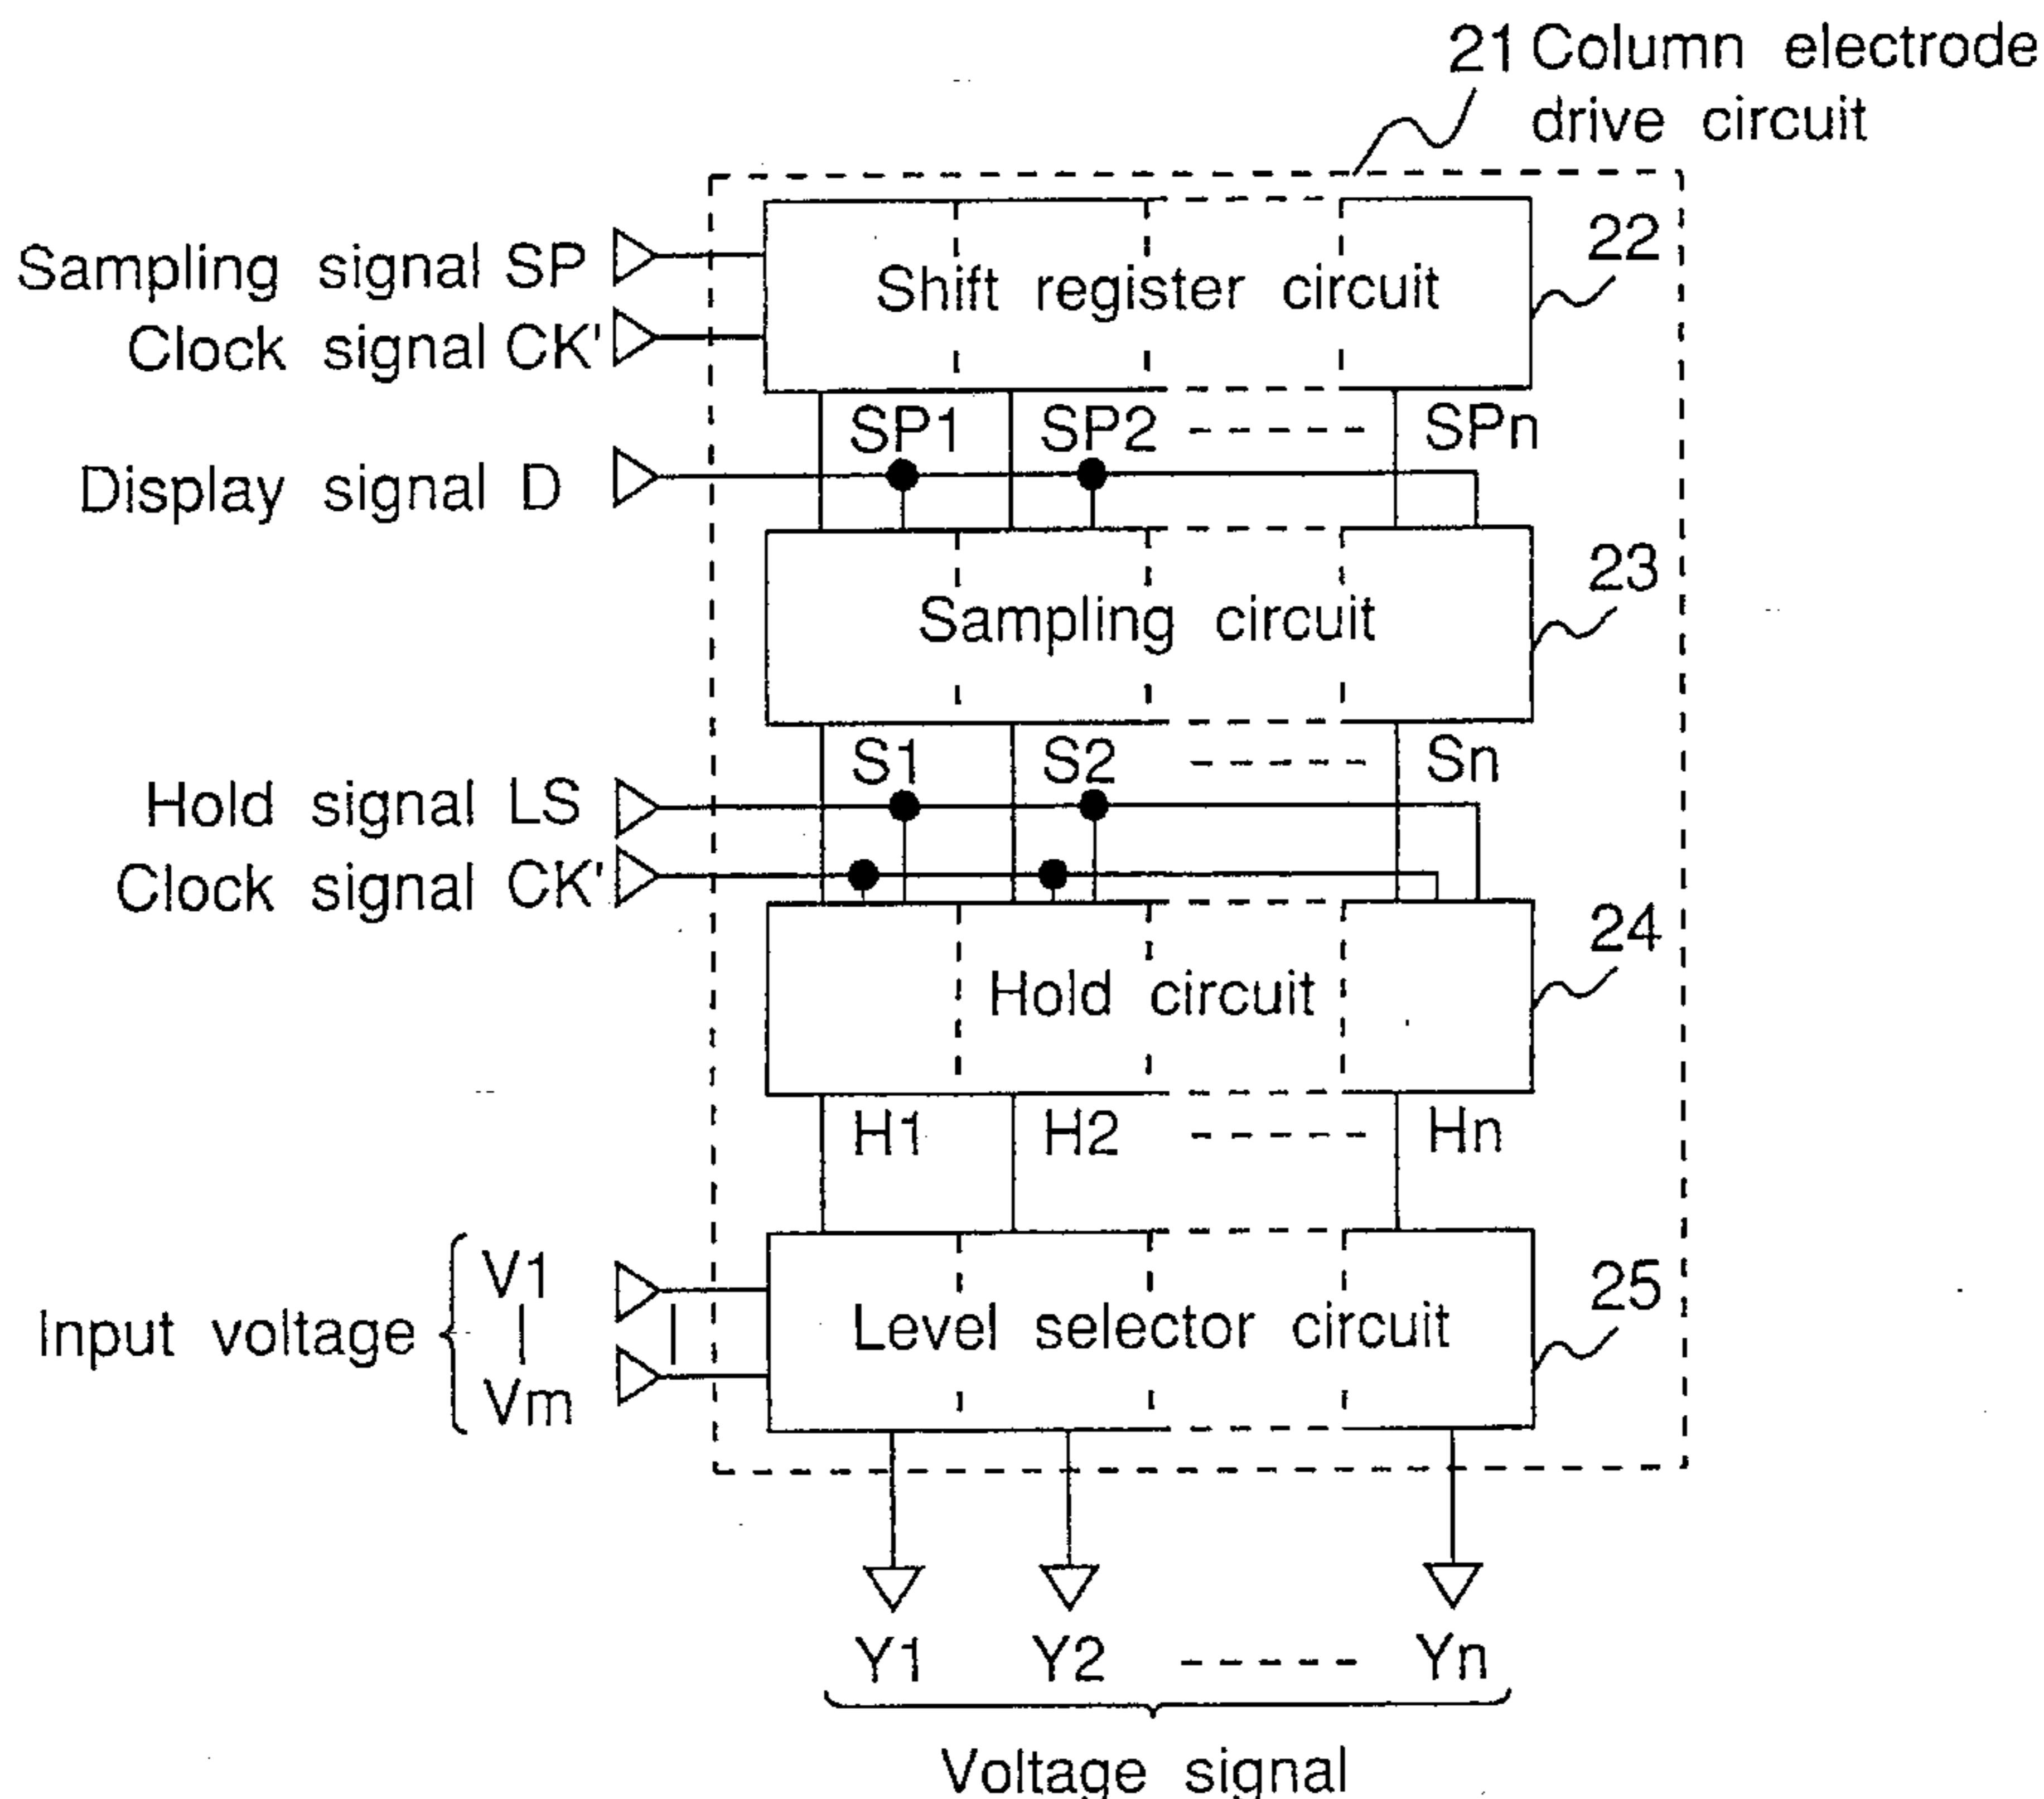 21 Column electrode
drive circuit
22
Sampling signal SP
Shift register circuit
Clock signal CK'
SP1 SP2 SPn
Display signal D
23
Sampling circuit
S1 S2 Sn
Hold signal LS
Clock signal CK'
24
Hold circuit
H1 H2 Hn
25
V1
Input voltage
Level selector circuit
Vm
Y1 Y2 Yn
Voltage signal